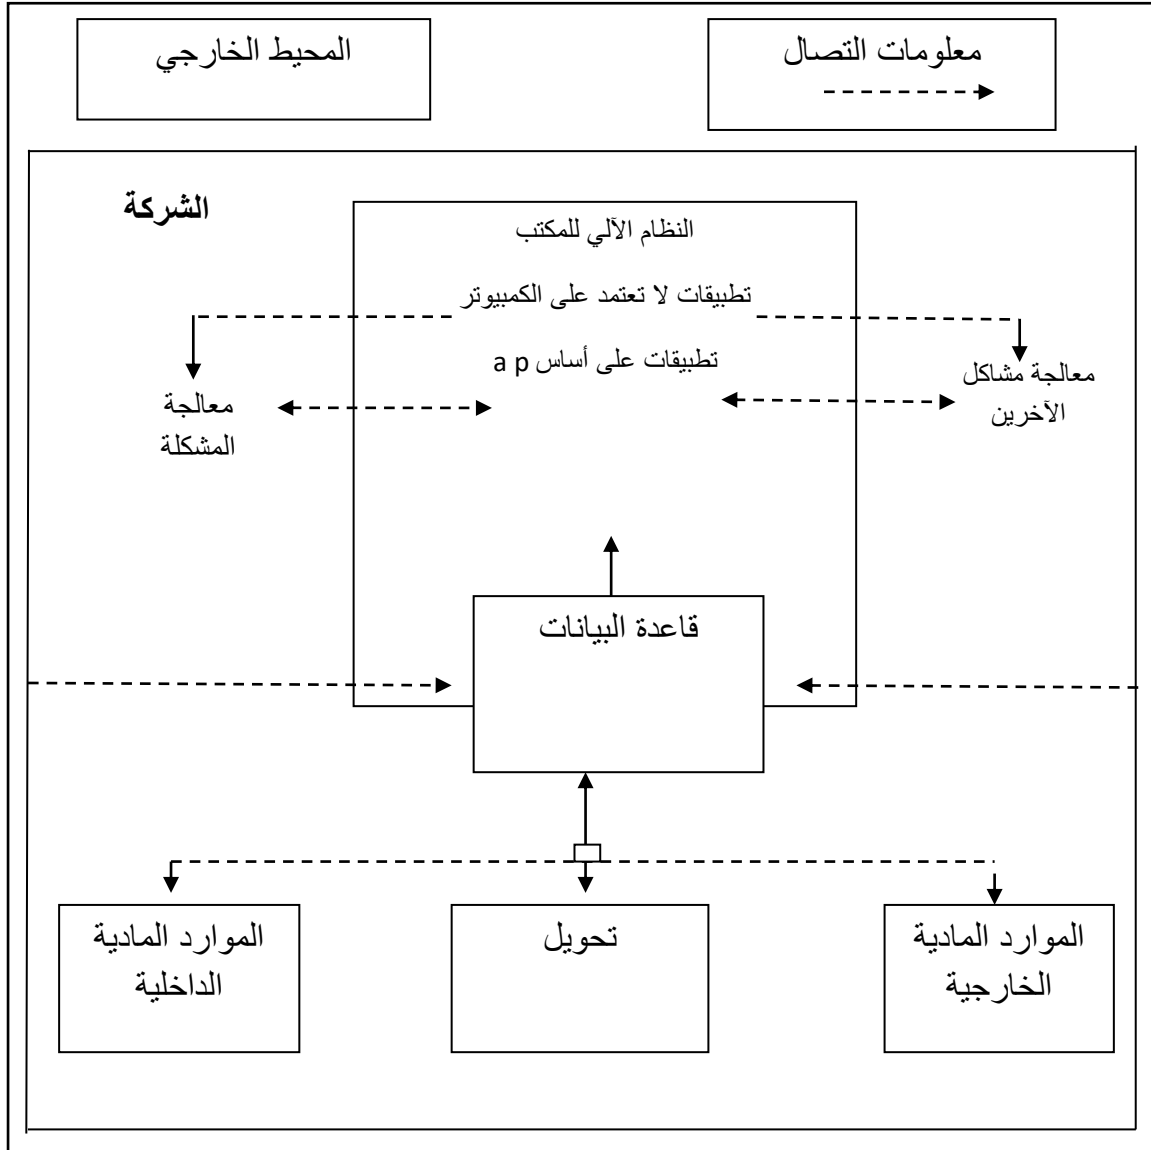 معلومات التصال
المحيط الخارجي
الشركة
النظام الآلي للمكتب
تطبيقات لا تعتمد على الكمبيوتر
تطبيقات على أساس a p
معالجة مشاكل
الآخرين
معالجة
المشكلة
قاعدة البيانات
الموارد المادية
الخارجية
تحويل
الموارد المادية
الداخلية